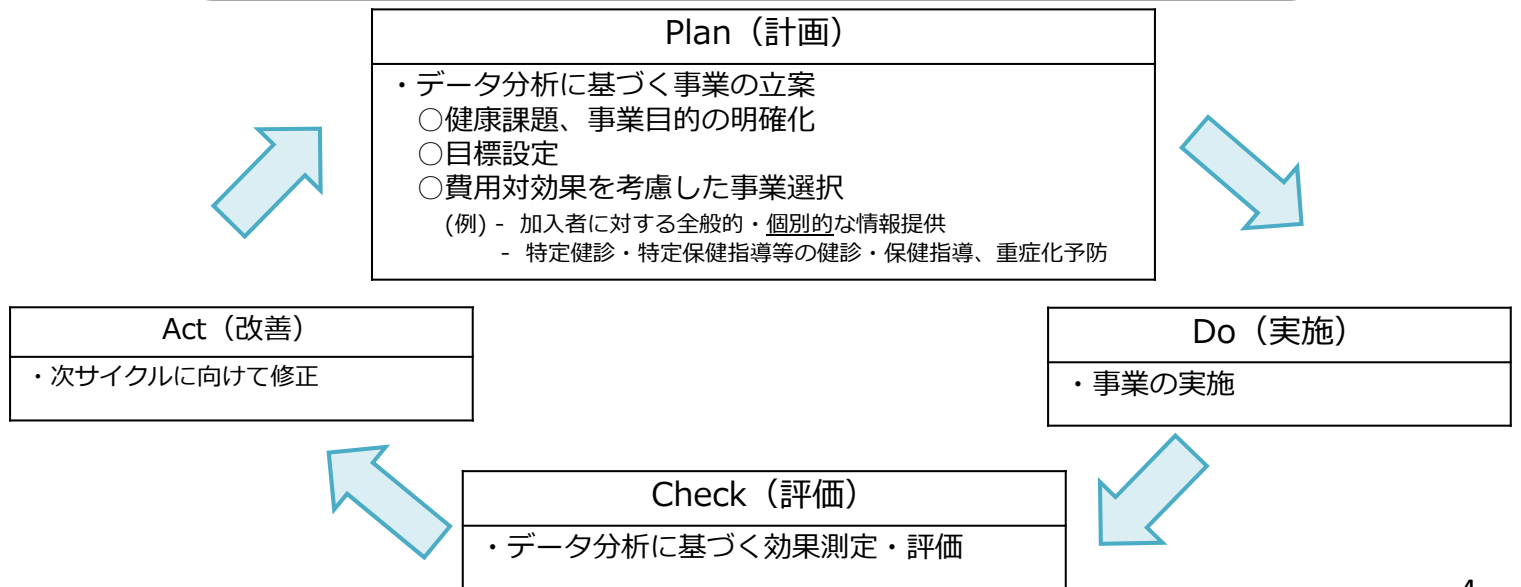 Plan（計画）
・データ分析に基づく事業の立案
○健康課題、事業目的の明確化
○目標設定
○費用対効果を考慮した事業選択
(例) - 加入者に対する全般的・個別的な情報提供
- 特定健診・特定保健指導等の健診・保健指導、重症化予防
Act（改善）
・次サイクルに向けて修正
Do（実施）
・事業の実施
Check（評価）
・データ分析に基づく効果測定・評価